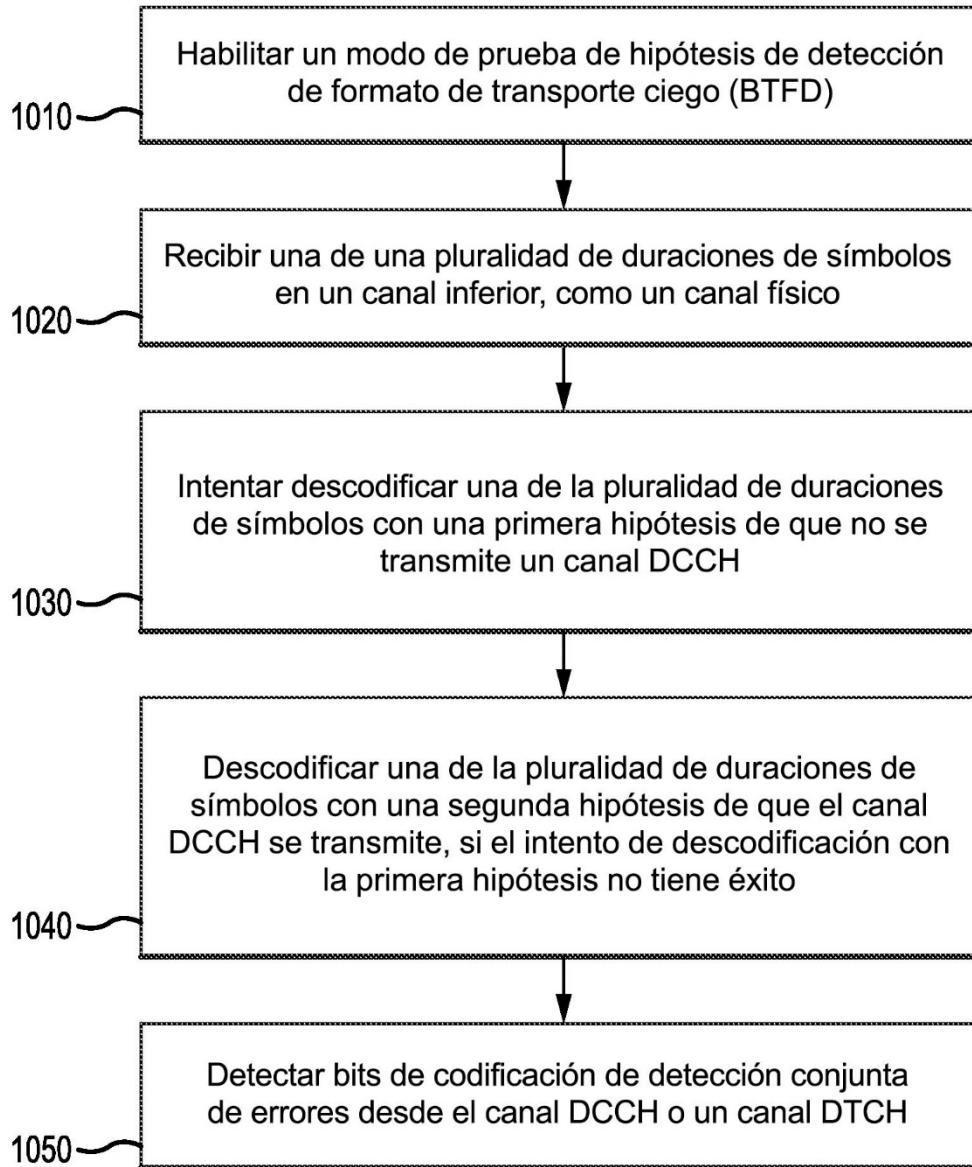 Habilitar un modo de prueba de hipótesis de detección
de formato de transporte ciego (BTFD)
1010
Recibir una de una pluralidad de duraciones de símbolos
en un canal inferior, como un canal físico
1020
Intentar descodificar una de la pluralidad de duraciones
de símbolos con una primera hipótesis de que no se
transmite un canal DCCH
1030
Descodificar una de la pluralidad de duraciones de
símbolos con una segunda hipótesis de que el canal
DCCH se transmite, si el intento de descodificación con
la primera hipótesis no tiene éxito
1040
Detectar bits de codificación de detección conjunta
de errores desde el canal DCCH o un canal DTCH
1050